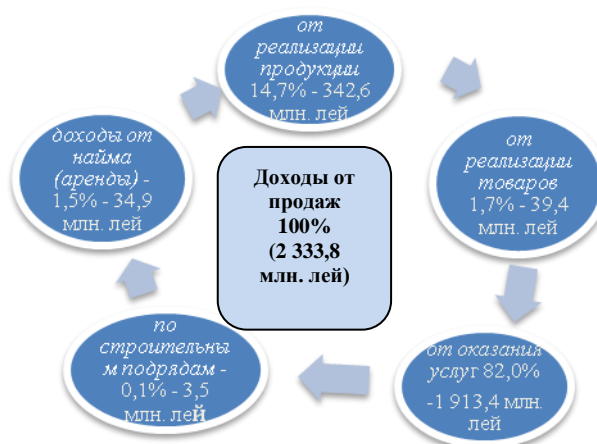 от
реализации
продукции
14,7% - 342,6
млн. лей
от
реализации
товаров
1,7% - 39,4
млн. лей
от оказания
услуг 82,0%
-1 913,4 млн.
лей
по
строительны
м подрядам -
0,1% - 3,5
млн. лей
доходы от
найма
(аренды) -
1,5% - 34,9
млн. лей
Доходы от
продаж
100%
(2 333,8
млн. лей)